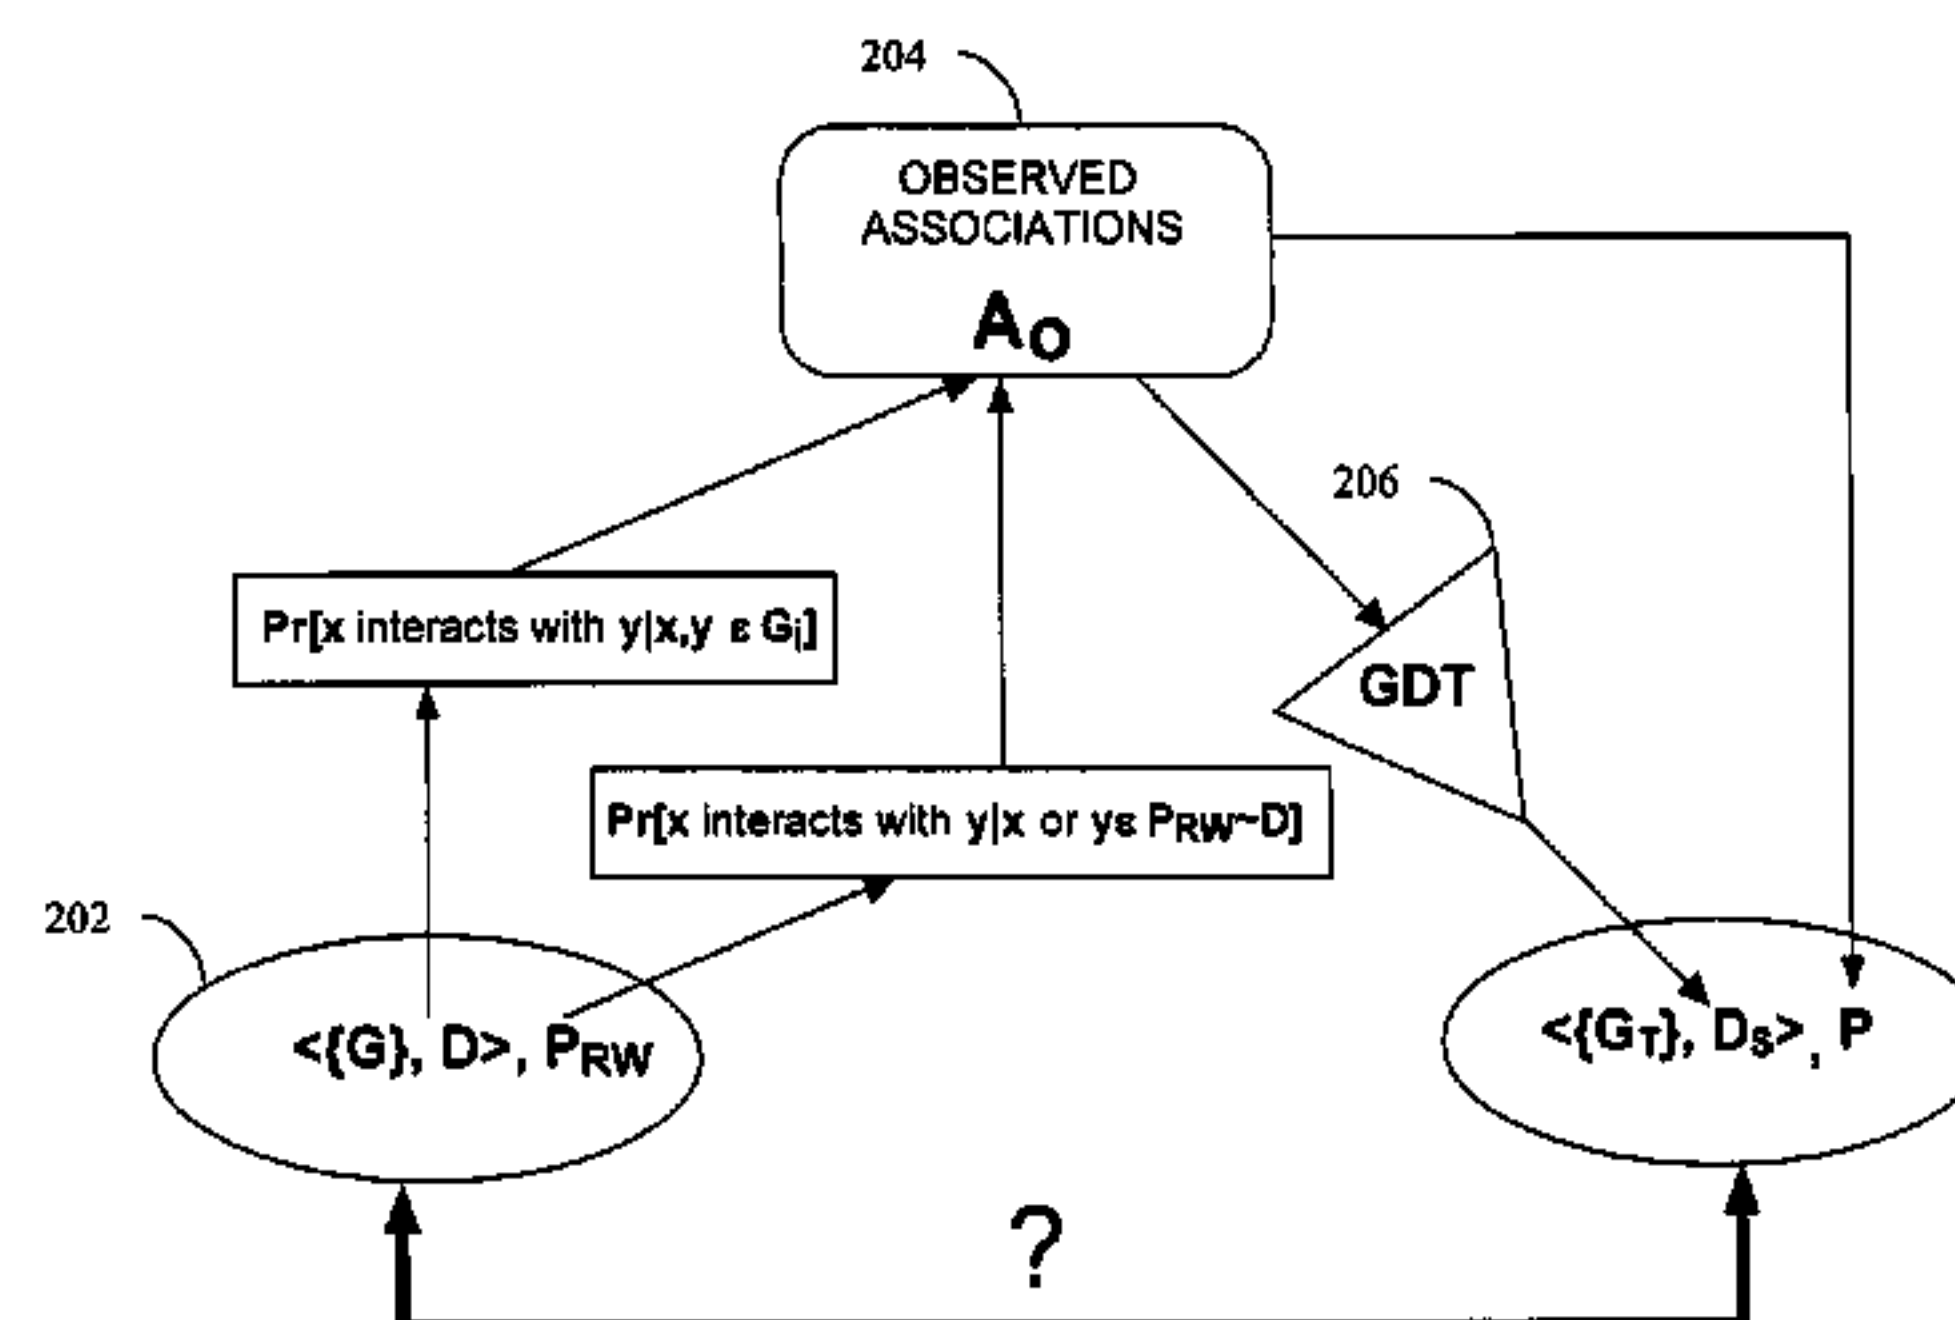 204
OBSERVED
ASSOCIATIONS
AO
206
Pr[x interacts with y|x,y ε Gi]
GDT
Pr[x interacts with y|x or yε PRW~D]
202
<{G}, D>, PRW
<{GT}, DS>, P
?